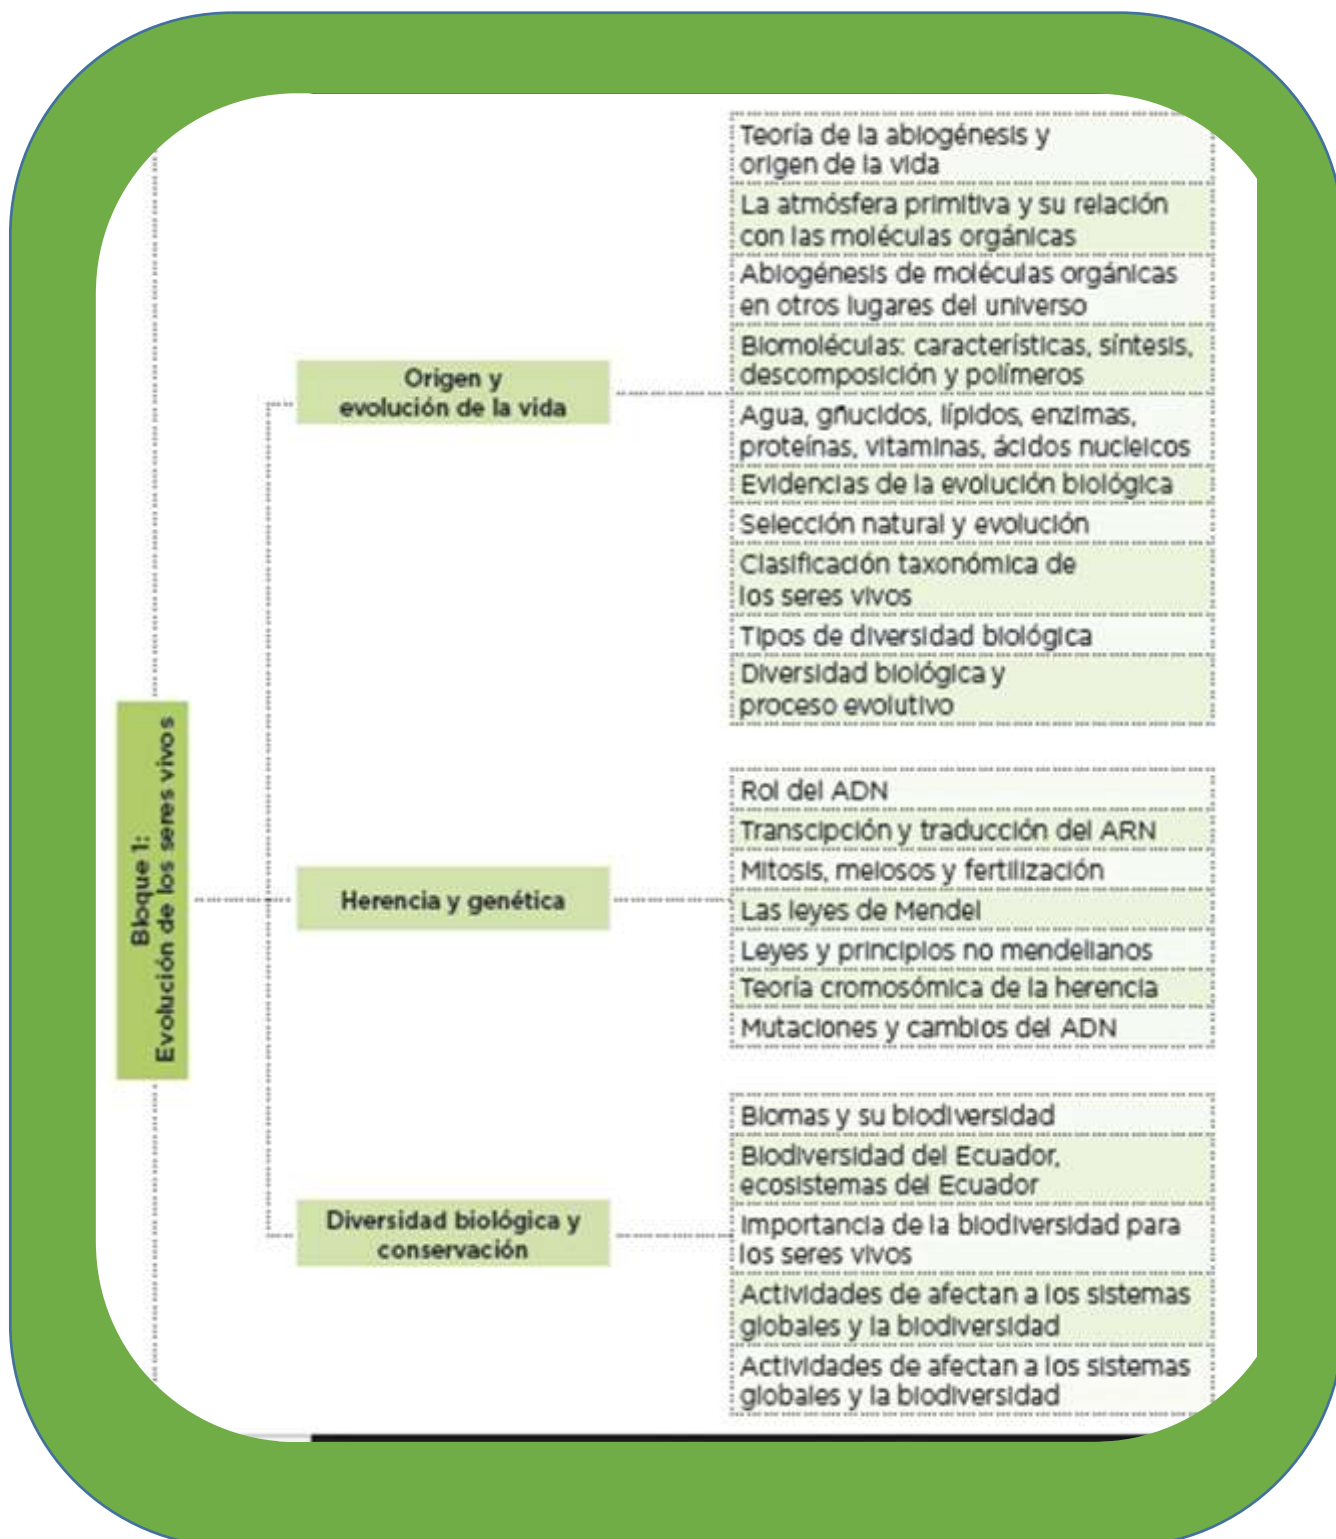 Bloque 1:
Evolución de los seres vivos
Origen y
evolución de la vida
Teoría de la abiogénesis y
origen de la vida
La atmósfera primitiva y su relación
con las moléculas orgánicas
Abiogénesis de moléculas orgánicas
en otros lugares del universo
Biomoléculas: características, síntesis,
descomposición y polímeros
Agua, gñucidos, lípidos, enzimas,
proteínas, vitaminas, ácidos nucleicos
Evidencias de la evolución biológica
Selección natural y evolución
Clasificación taxonómica de
los seres vivos
Tipos de diversidad biológica
Diversidad biológica y
proceso evolutivo
Herencia y genética
Rol del ADN
Transcipción y traducción del ARN
Mitosis, meiosos y fertilización
Las leyes de Mendel
Leyes y principios no mendelianos
Teoría cromosómica de la herencia
Mutaciones y cambios del ADN
Diversidad biológica y
conservación
Biomas y su biodiversidad
Biodiversidad del Ecuador,
ecosistemas del Ecuador
Importancia de la biodiversidad para
los seres vivos
Actividades de afectan a los sistemas
globales y la biodiversidad
Actividades de afectan a los sistemas
globales y la biodiversidad